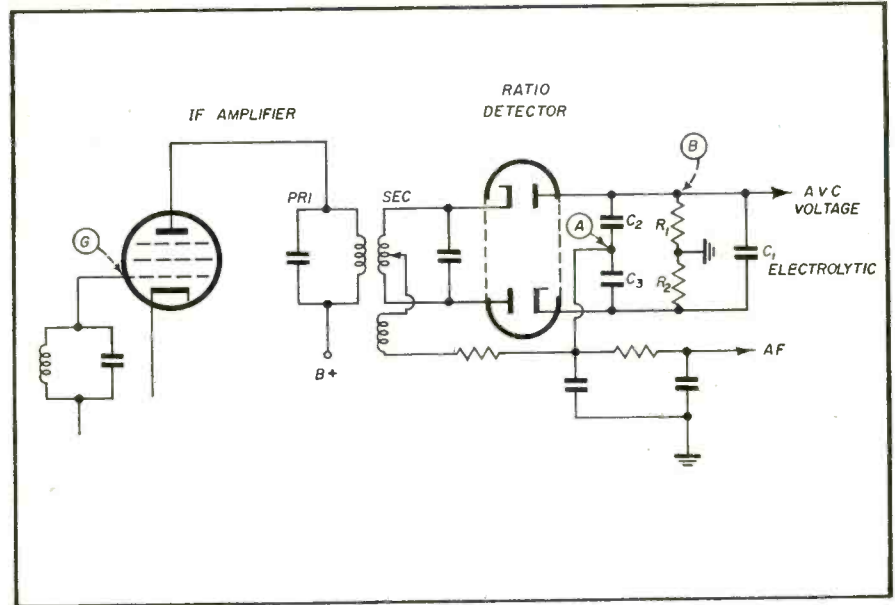 RATIO
DETECTOR
IF AMPLIFIER
B
AVC
VOLTAGE
PRI
SEC
G
A
C2
R1
C1
ELECTROLYTIC
C3
R2
B+
AF